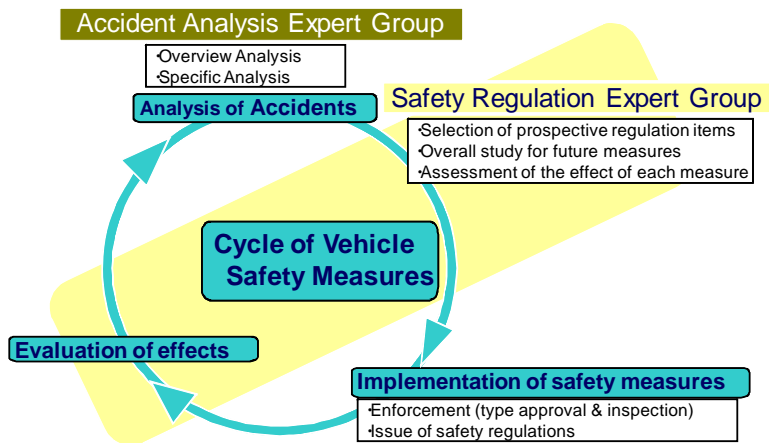 Accident Analysis Expert Group
·Overview Analysis
·Specific Analysis
Analysis of Accidents
Safety Regulation Expert Group
·Selection of prospective regulation items
·Overall study for future measures
·Assessment of the effect of each measure
Cycle of Vehicle
Safety Measures
Evaluation of effects
Implementation of safety measures
·Enforcement (type approval & inspection)
·Issue of safety regulations